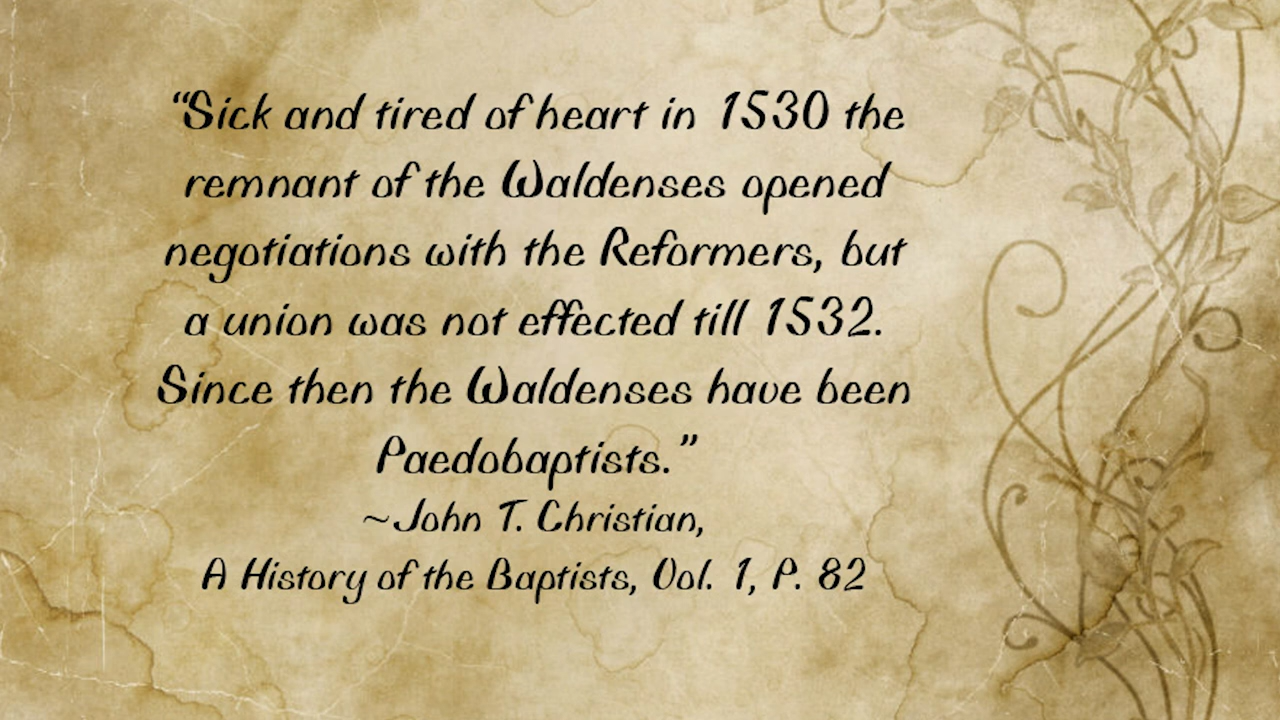 “Sick and tired of heart in 1530 the
remnant of the Waldenses opened
negotiations with the Reformers, but
a union was not effected till 1532.
Since then the Waldenses have been
Paedobaptists.”
~John T. Christian,
A History of the Baptists, Vol. 1, P. 82